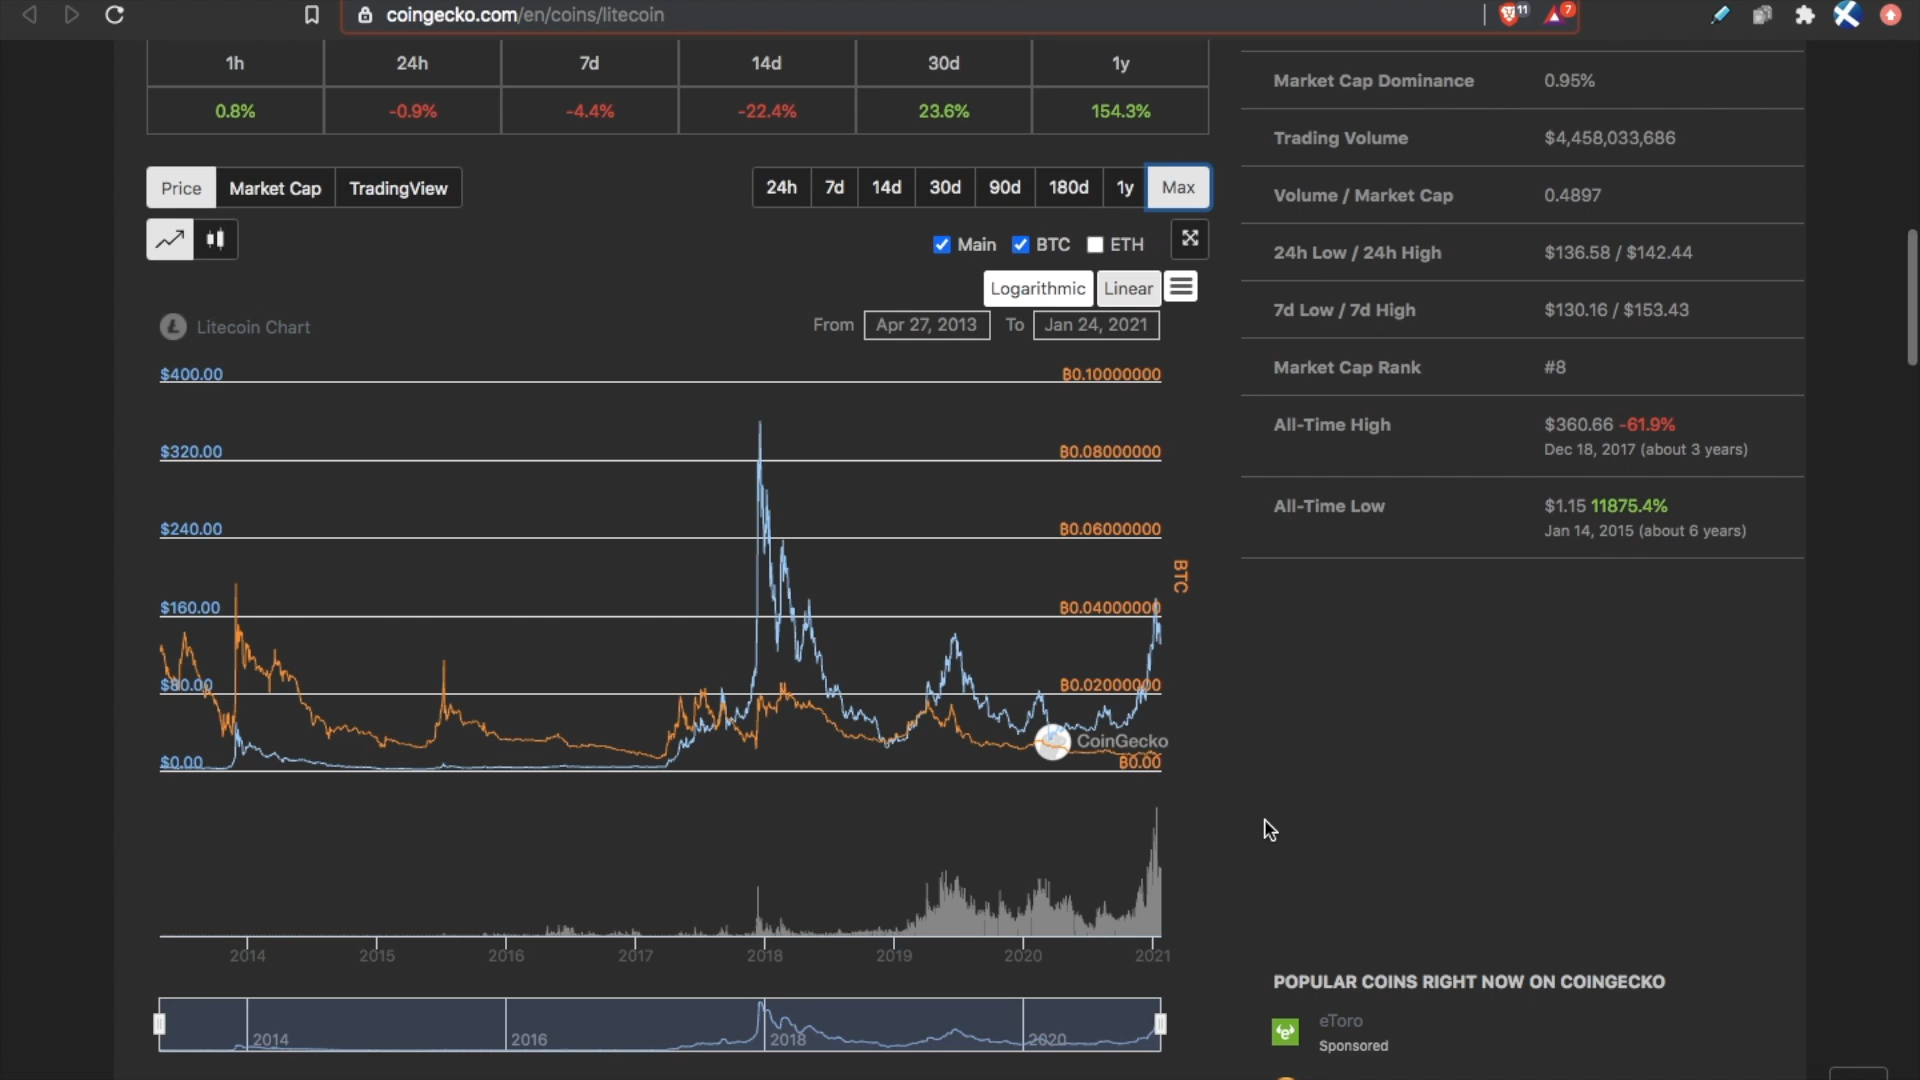 coingecko.com/en/coins/litecoin
11
7
1h 24h 7d 14d 30d 1y
0.8% -0.9% -4.4% -22.4% 23.6% 154.3%
Price Market Cap TradingView
24h 7d 14d 30d 90d 180d 1y Max
Main BTC ETH
Logarithmic Linear
Litecoin Chart
From Apr 27, 2013 To Jan 24, 2021
$400.00 ฿0.10000000
$320.00 ฿0.08000000
$240.00 ฿0.06000000
$160.00 ฿0.04000000
$80.00 ฿0.02000000
$0.00 ฿0.00
BTC
CoinGecko
2014 2015 2016 2017 2018 2019 2020 2021
2014 2016 2018 2020
Market Cap Dominance 0.95%
Trading Volume $4,458,033,686
Volume / Market Cap 0.4897
24h Low / 24h High $136.58 / $142.44
7d Low / 7d High $130.16 / $153.43
Market Cap Rank #8
All-Time High $360.66 -61.9%
Dec 18, 2017 (about 3 years)
All-Time Low $1.15 11875.4%
Jan 14, 2015 (about 6 years)
POPULAR COINS RIGHT NOW ON COINGECKO
eToro
Sponsored